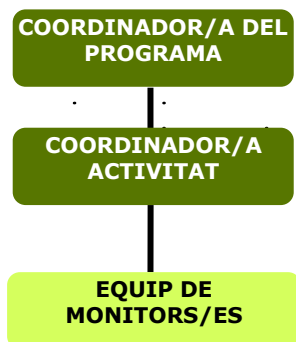 COORDINADOR/A DEL
PROGRAMA
COORDINADOR/A
ACTIVITAT
EQUIP DE
MONITORS/ES